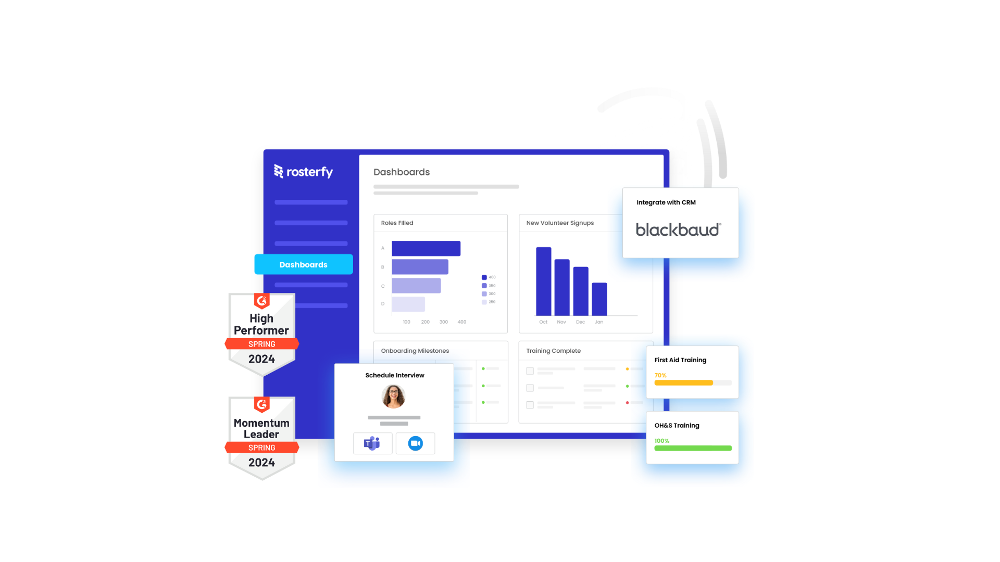 rosterfy
Dashboards
Dashboards
Roles Filled
A
B
C
D
100 200 300 400
400
350
300
250
New Volunteer Signups
Oct Nov Dec Jan
Integrate with CRM
blackbaud®
Onboarding Milestones
Training Complete
First Aid Training
70%
OH&S Training
100%
Schedule Interview
T
G2
High
Performer
SPRING
2024
G2
Momentum
Leader
SPRING
2024